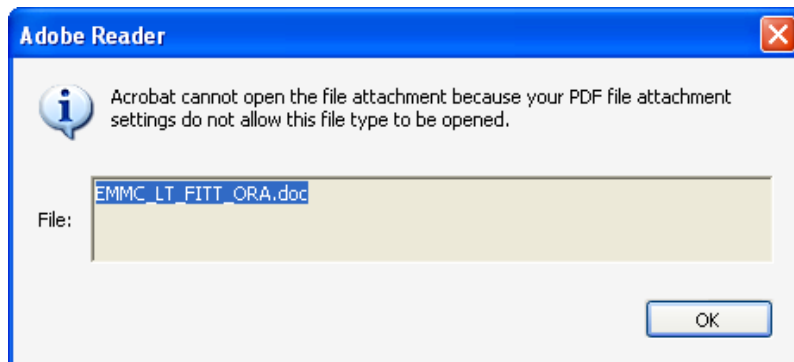 Adobe Reader
Acrobat cannot open the file attachment because your PDF file attachment
settings do not allow this file type to be opened.
File:
EMMC_LT_FITT_ORA.doc
OK